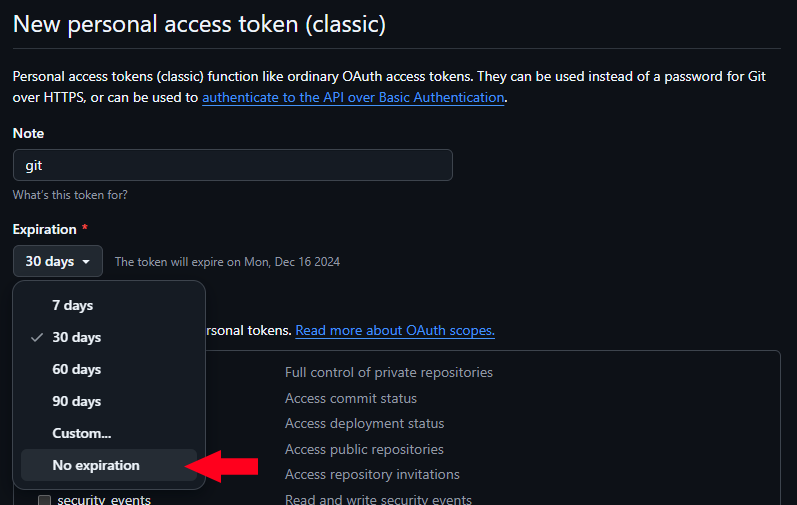 New personal access token (classic)
Personal access tokens (classic) function like ordinary OAuth access tokens. They can be used instead of a password for Git
over HTTPS, or can be used to authenticate to the API over Basic Authentication.
Note
git
What's this token for?
Expiration *
30 days The token will expire on Mon, Dec 16 2024
7 days
rsonal tokens. Read more about OAuth scopes.
30 days
60 days
Full control of private repositories
90 days
Access commit status
Access deployment status
Custom...
Access public repositories
No expiration
Access repository invitations
security_events Read and write security events